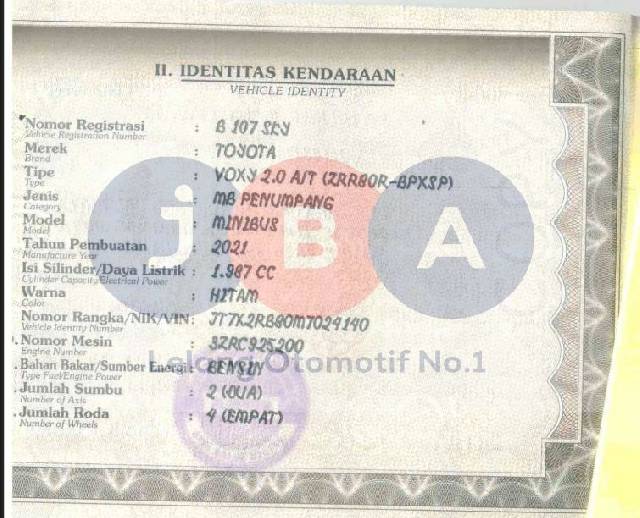 II. IDENTITAS KENDARAAN
VEHICLE IDENTITY
Nomor Registrasi : B 107 SLY
Vehicle Registration Number
Merek : TOYOTA
Brand
Tipe : VOXY 2.0 A/T (ZRR80R-BPXSP)
Type
Jenis : MB PENUMPANG
Category
Model : MINIBUS
Model
Tahun Pembuatan : 2021
Manufacture Year
Isi Silinder/Daya Listrik : 1.987 CC
Cylinder Capacity/Electrical Power
Warna : HITAM
Color
Nomor Rangka/NIK/VIN : JT7X2RB80M7024140
Vehicle Identity Number
Nomor Mesin : 3ZRC925200
Engine Number
Bahan Bakar/Sumber Energi : BENSIN
Type Fuel/Engine Power
Jumlah Sumbu : 2 (DUA)
Number of Axis
Jumlah Roda : 4 (EMPAT)
Number of Wheels
jBA
Lelang Otomotif No.1